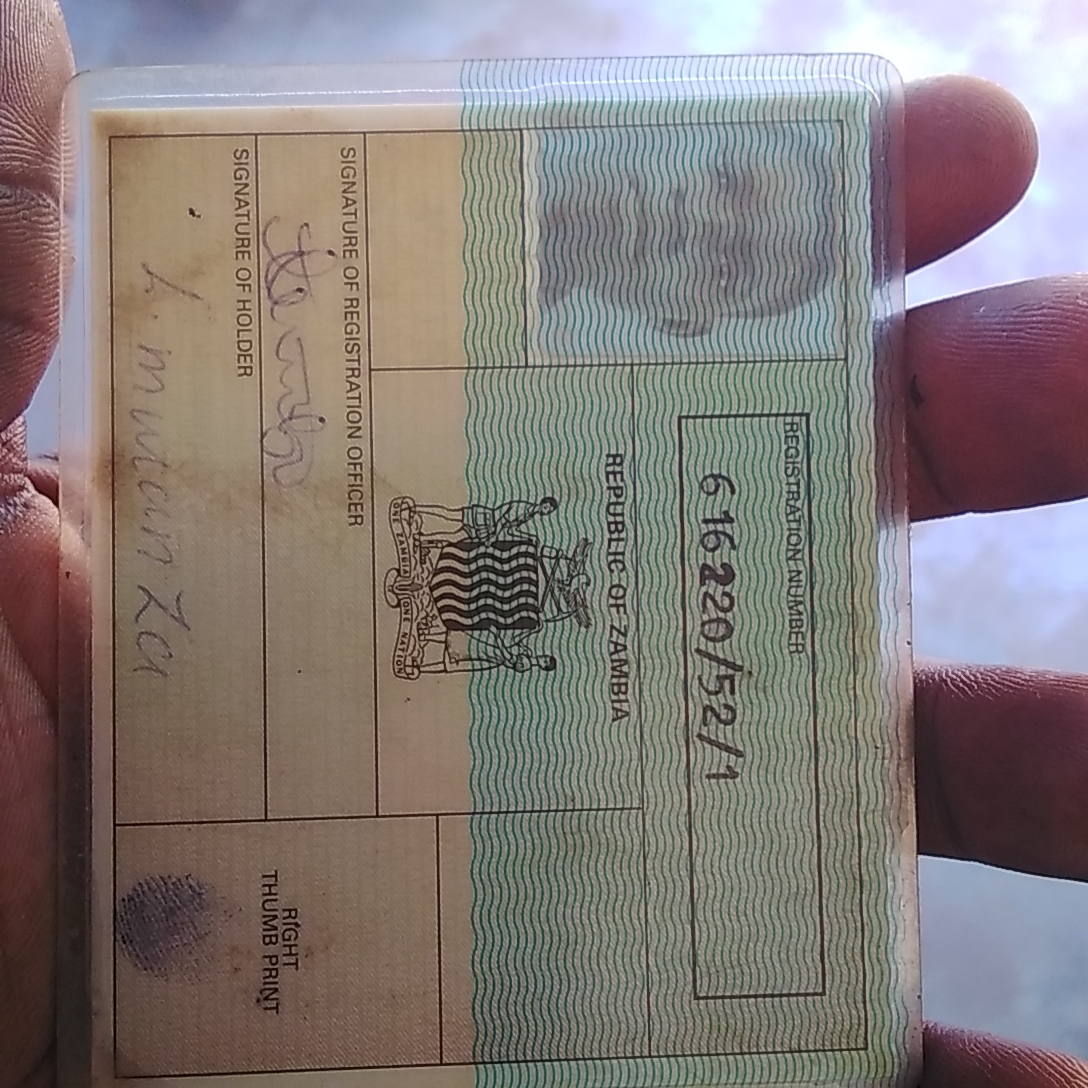 REGISTRATION NUMBER
616220/52/1
REPUBLIC OF ZAMBIA
ONE ZAMBIA ONE NATION
SIGNATURE OF REGISTRATION OFFICER
SIGNATURE OF HOLDER
L. mwanza
RIGHT
THUMB PRINT